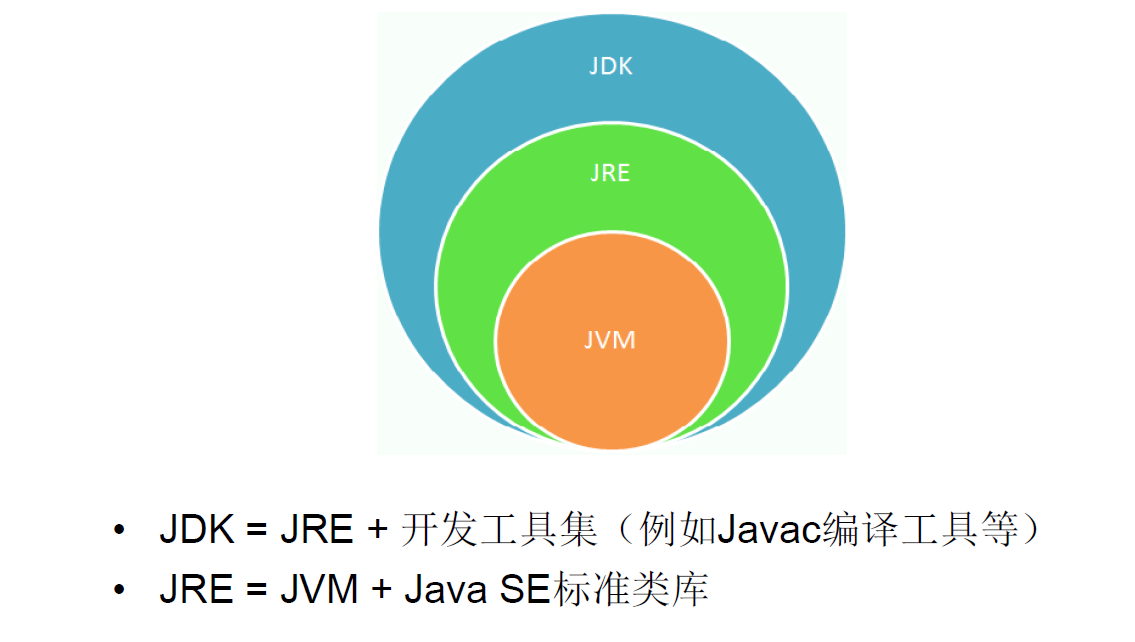 JDK
JRE
JVM
• JDK = JRE + 开发工具集（例如Javac编译工具等）
• JRE = JVM + Java SE标准类库